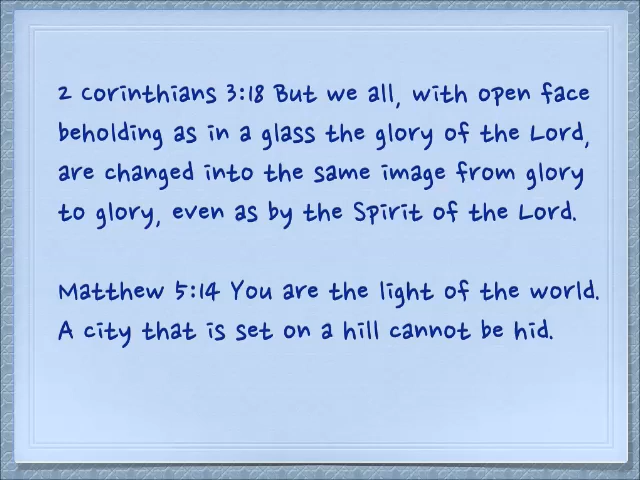 2 Corinthians 3:18 But we all, with open face
beholding as in a glass the glory of the Lord,
are changed into the same image from glory
to glory, even as by the Spirit of the Lord.
Matthew 5:14 You are the light of the world.
A city that is set on a hill cannot be hid.